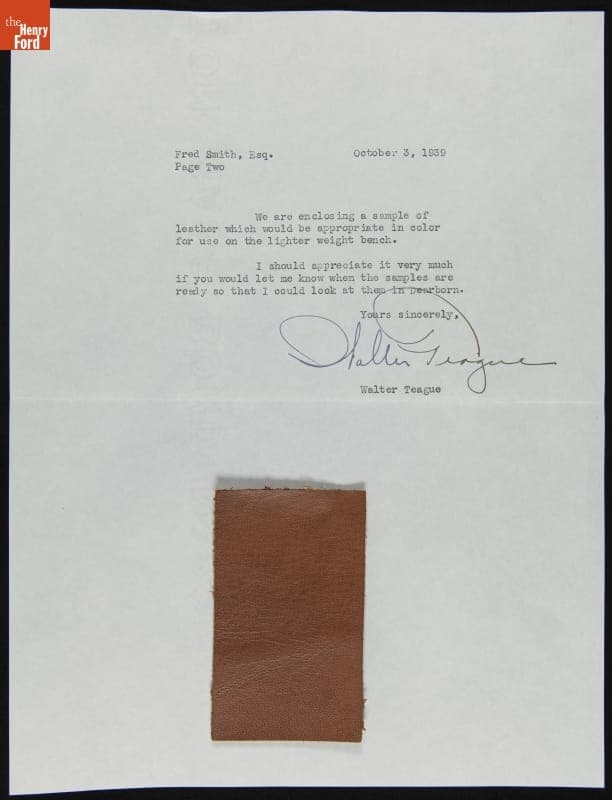 the
Henry
Ford
Fred Smith, Esq. October 3, 1939
Page Two
We are enclosing a sample of
leather which would be appropriate in color
for use on the lighter weight bench.
I should appreciate it very much
if you would let me know when the samples are
ready so that I could look at them in Dearborn.
Yours sincerely,
Walter Teague
Walter Teague